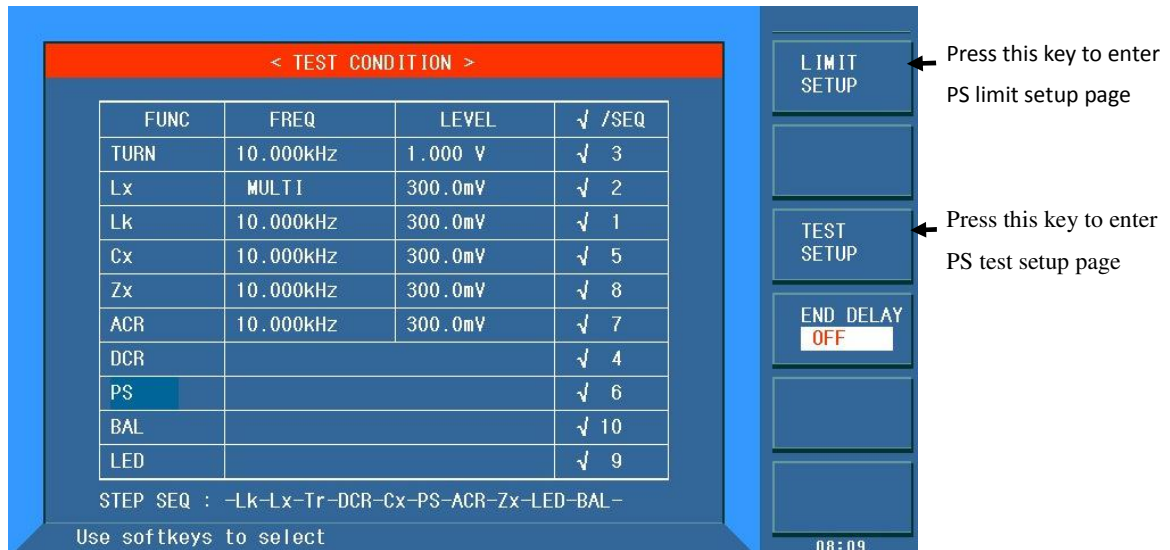 < TEST CONDITION >
FUNC FREQ LEVEL √ /SEQ
TURN 10.000kHz 1.000 V √ 3
Lx MULTI 300.0mV √ 2
Lk 10.000kHz 300.0mV √ 1
Cx 10.000kHz 300.0mV √ 5
Zx 10.000kHz 300.0mV √ 8
ACR 10.000kHz 300.0mV √ 7
DCR √ 4
PS √ 6
BAL √ 10
LED √ 9
STEP SEQ : -Lk-Lx-Tr-DCR-Cx-PS-ACR-Zx-LED-BAL-
Use softkeys to select
LIMIT
SETUP
TEST
SETUP
END DELAY
OFF
08:09
Press this key to enter
PS limit setup page
Press this key to enter
PS test setup page